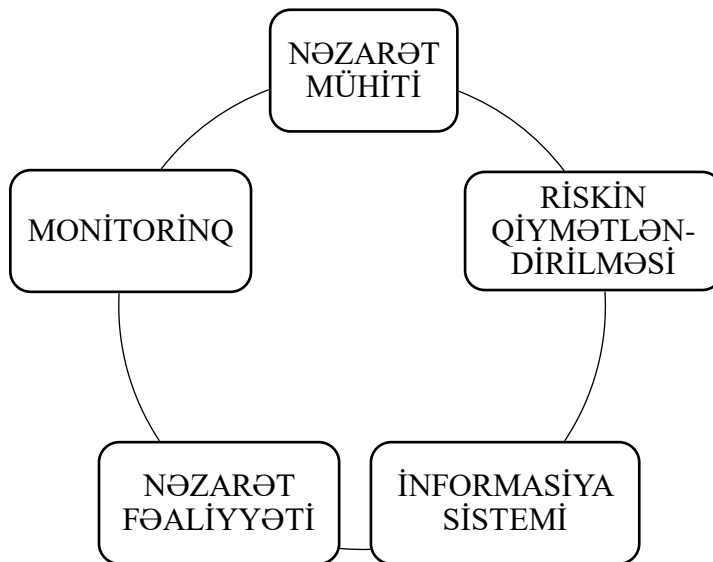 NƏZARƏT
MÜHİTİ
RİSKİN
QİYMƏTLƏN-
DİRİLMƏSİ
İNFORMASİYA
SİSTEMİ
NƏZARƏT
FƏALİYYƏTİ
MONİTORİNQ